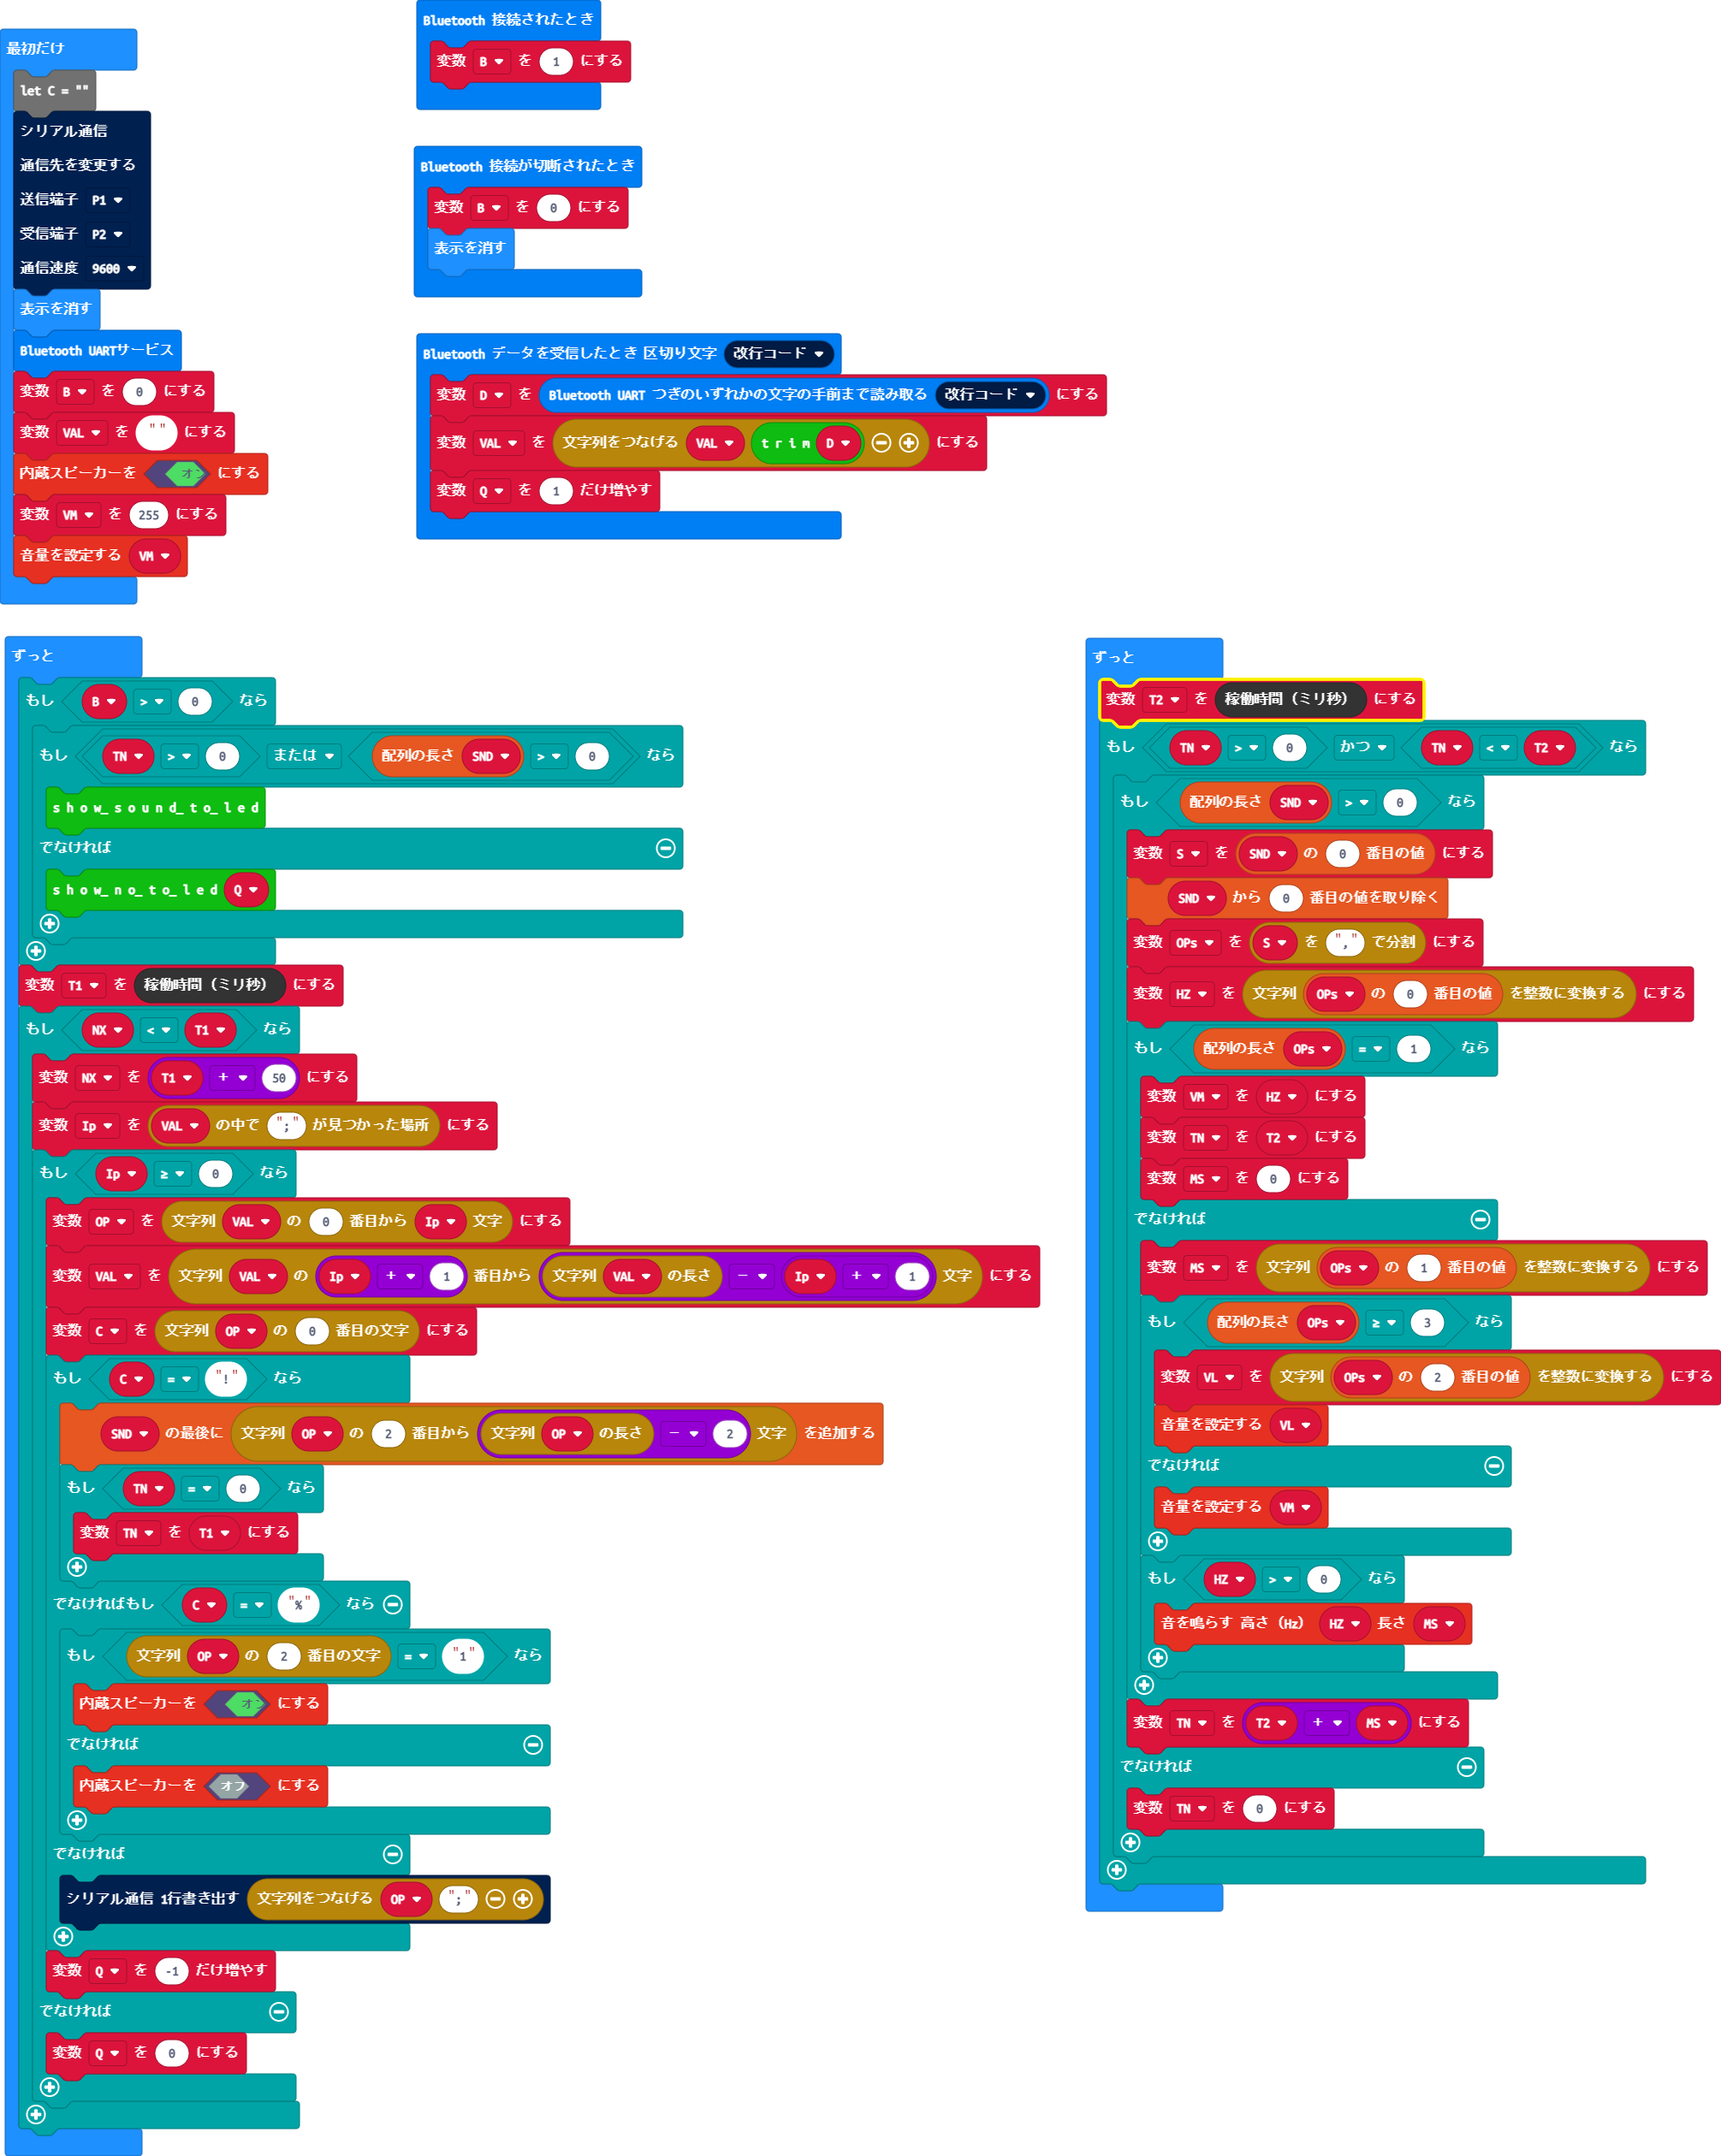 最初だけ
let C = ""
シリアル通信
通信先を変更する
送信端子 P1
受信端子 P2
通信速度 9600
表示を消す
Bluetooth UARTサービス
変数 B を 0 にする
変数 VAL を "" にする
内蔵スピーカーを オン にする
変数 VM を 255 にする
音量を設定する VM
Bluetooth 接続されたとき
変数 B を 1 にする
Bluetooth 接続が切断されたとき
変数 B を 0 にする
表示を消す
Bluetooth データを受信したとき 区切り文字 改行コード
変数 D を Bluetooth UART つぎのいずれかの文字の手前まで読み取る 改行コード にする
変数 VAL を 文字列をつなげる VAL trim D にする
変数 Q を 1 だけ増やす
ずっと
もし B > 0 なら
もし TN > 0 または 配列の長さ SND > 0 なら
show_sound_to_led
でなければ
show_no_to_led Q
変数 T1 を 稼働時間（ミリ秒） にする
もし NX < T1 なら
変数 NX を T1 + 50 にする
変数 Ip を VAL の中で ";" が見つかった場所 にする
もし Ip ≥ 0 なら
変数 OP を 文字列 VAL の 0 番目から Ip 文字 にする
変数 VAL を 文字列 VAL の Ip + 1 番目から 文字列 VAL の長さ - Ip + 1 文字 にする
変数 C を 文字列 OP の 0 番目の文字 にする
もし C = "!" なら
SND の最後に 文字列 OP の 2 番目から 文字列 OP の長さ - 2 文字 を追加する
もし TN = 0 なら
変数 TN を T1 にする
でなければもし C = "%" なら
もし 文字列 OP の 2 番目の文字 = "1" なら
内蔵スピーカーを オン にする
でなければ
内蔵スピーカーを オフ にする
でなければ
シリアル通信 1行書き出す 文字列をつなげる OP ";"
変数 Q を -1 だけ増やす
でなければ
変数 Q を 0 にする
ずっと
変数 T2 を 稼働時間（ミリ秒） にする
もし TN > 0 かつ TN < T2 なら
もし 配列の長さ SND > 0 なら
変数 S を SND の 0 番目の値 にする
SND から 0 番目の値を取り除く
変数 OPs を S を "," で分割 にする
変数 HZ を 文字列 OPs の 0 番目の値 を整数に変換する にする
もし 配列の長さ OPs = 1 なら
変数 VM を HZ にする
変数 TN を T2 にする
変数 MS を 0 にする
でなければ
変数 MS を 文字列 OPs の 1 番目の値 を整数に変換する にする
もし 配列の長さ OPs ≥ 3 なら
変数 VL を 文字列 OPs の 2 番目の値 を整数に変換する にする
音量を設定する VL
でなければ
音量を設定する VM
もし HZ > 0 なら
音を鳴らす 高さ (Hz) HZ 長さ MS
変数 TN を T2 + MS にする
でなければ
変数 TN を 0 にする